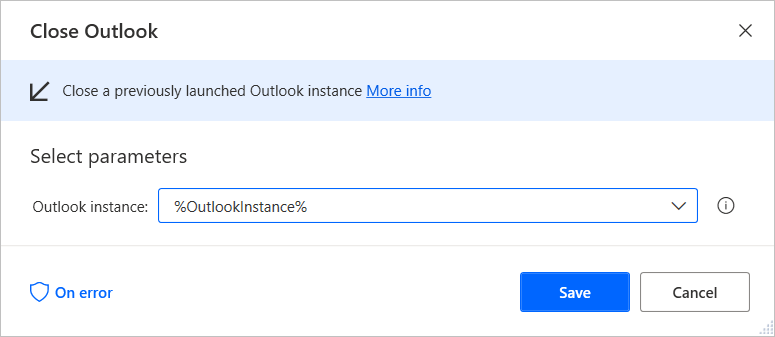 Close Outlook
Close a previously launched Outlook instance More info
Select parameters
Outlook instance: %OutlookInstance%
On error Save Cancel